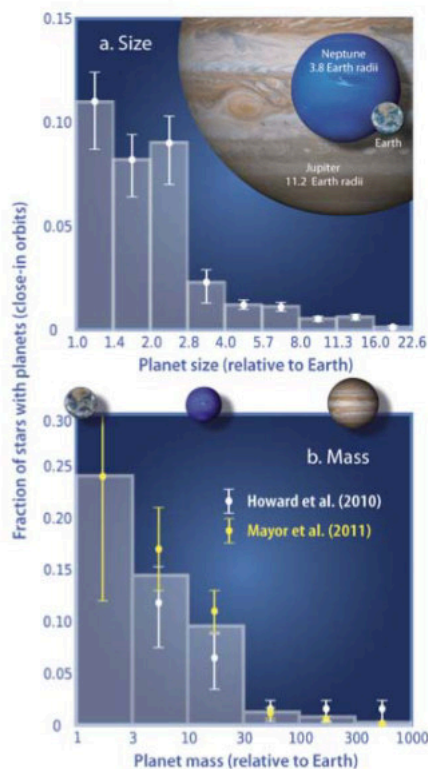 Fraction of stars with planets (close-in orbits)
a. Size
Neptune
3.8 Earth radii
Earth
Jupiter
11.2 Earth radii
0.15
0.10
0.05
0
1.0 1.4 2.0 2.8 4.0 5.7 8.0 11.3 16.0 22.6
Planet size (relative to Earth)
b. Mass
Howard et al. (2010)
Mayor et al. (2011)
0.30
0.25
0.20
0.15
0.10
0.05
0
1 3 10 30 100 300 1000
Planet mass (relative to Earth)